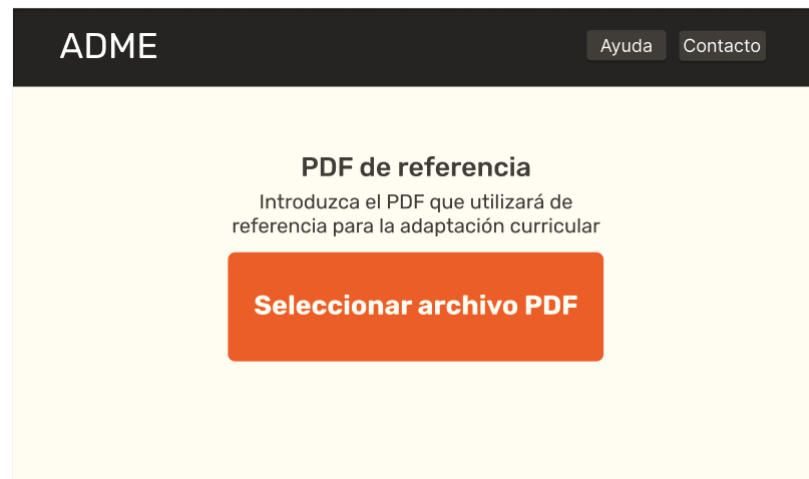 ADME
Ayuda
Contacto
PDF de referencia
Introduzca el PDF que utilizará de
referencia para la adaptación curricular
Seleccionar archivo PDF